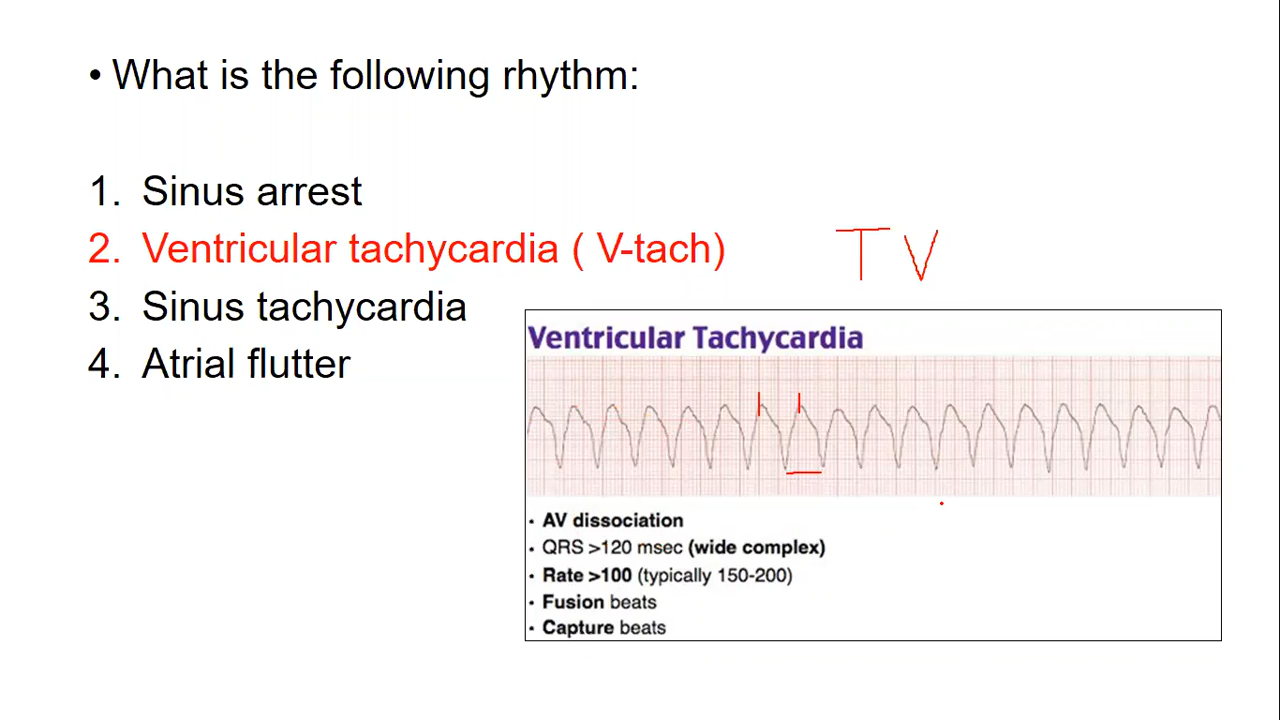 • What is the following rhythm:
1. Sinus arrest
2. Ventricular tachycardia ( V-tach)
T V
3. Sinus tachycardia
4. Atrial flutter
Ventricular Tachycardia
· AV dissociation
· QRS >120 msec (wide complex)
· Rate >100 (typically 150-200)
· Fusion beats
· Capture beats